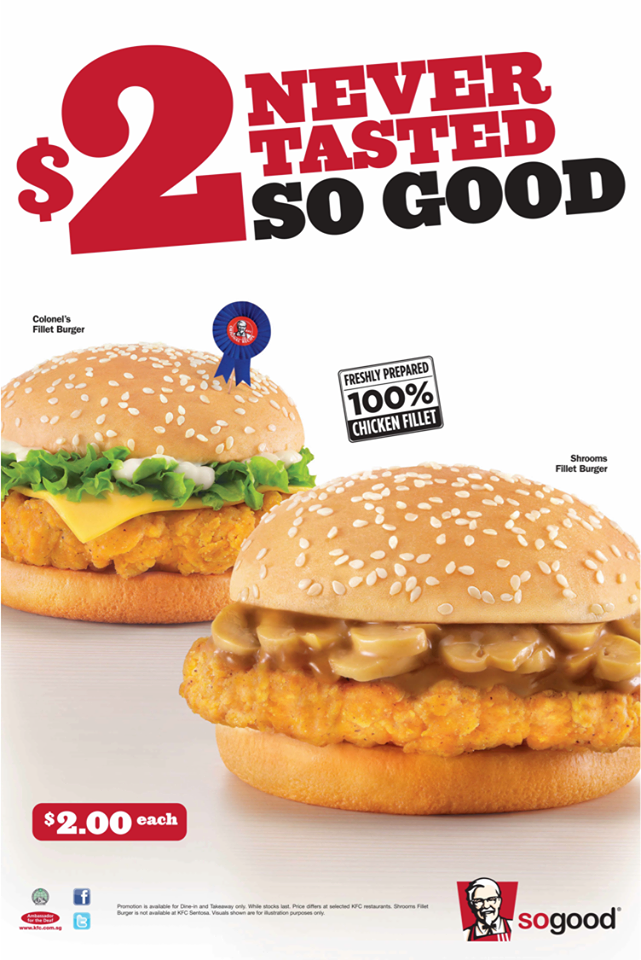 $2 NEVER
TASTED
SO GOOD
Colonel's
Fillet Burger
FRESHLY PREPARED
100%
CHICKEN FILLET
Shrooms
Fillet Burger
$2.00 each
Ambassador
for the Deaf
www.kfc.com.sg
Promotion is available for Dine-in and Takeaway only. While stocks last. Price differs at selected KFC restaurants. Shrooms Fillet
Burger is not available at KFC Sentosa. Visuals shown are for illustration purposes only.
KFC
sogood®